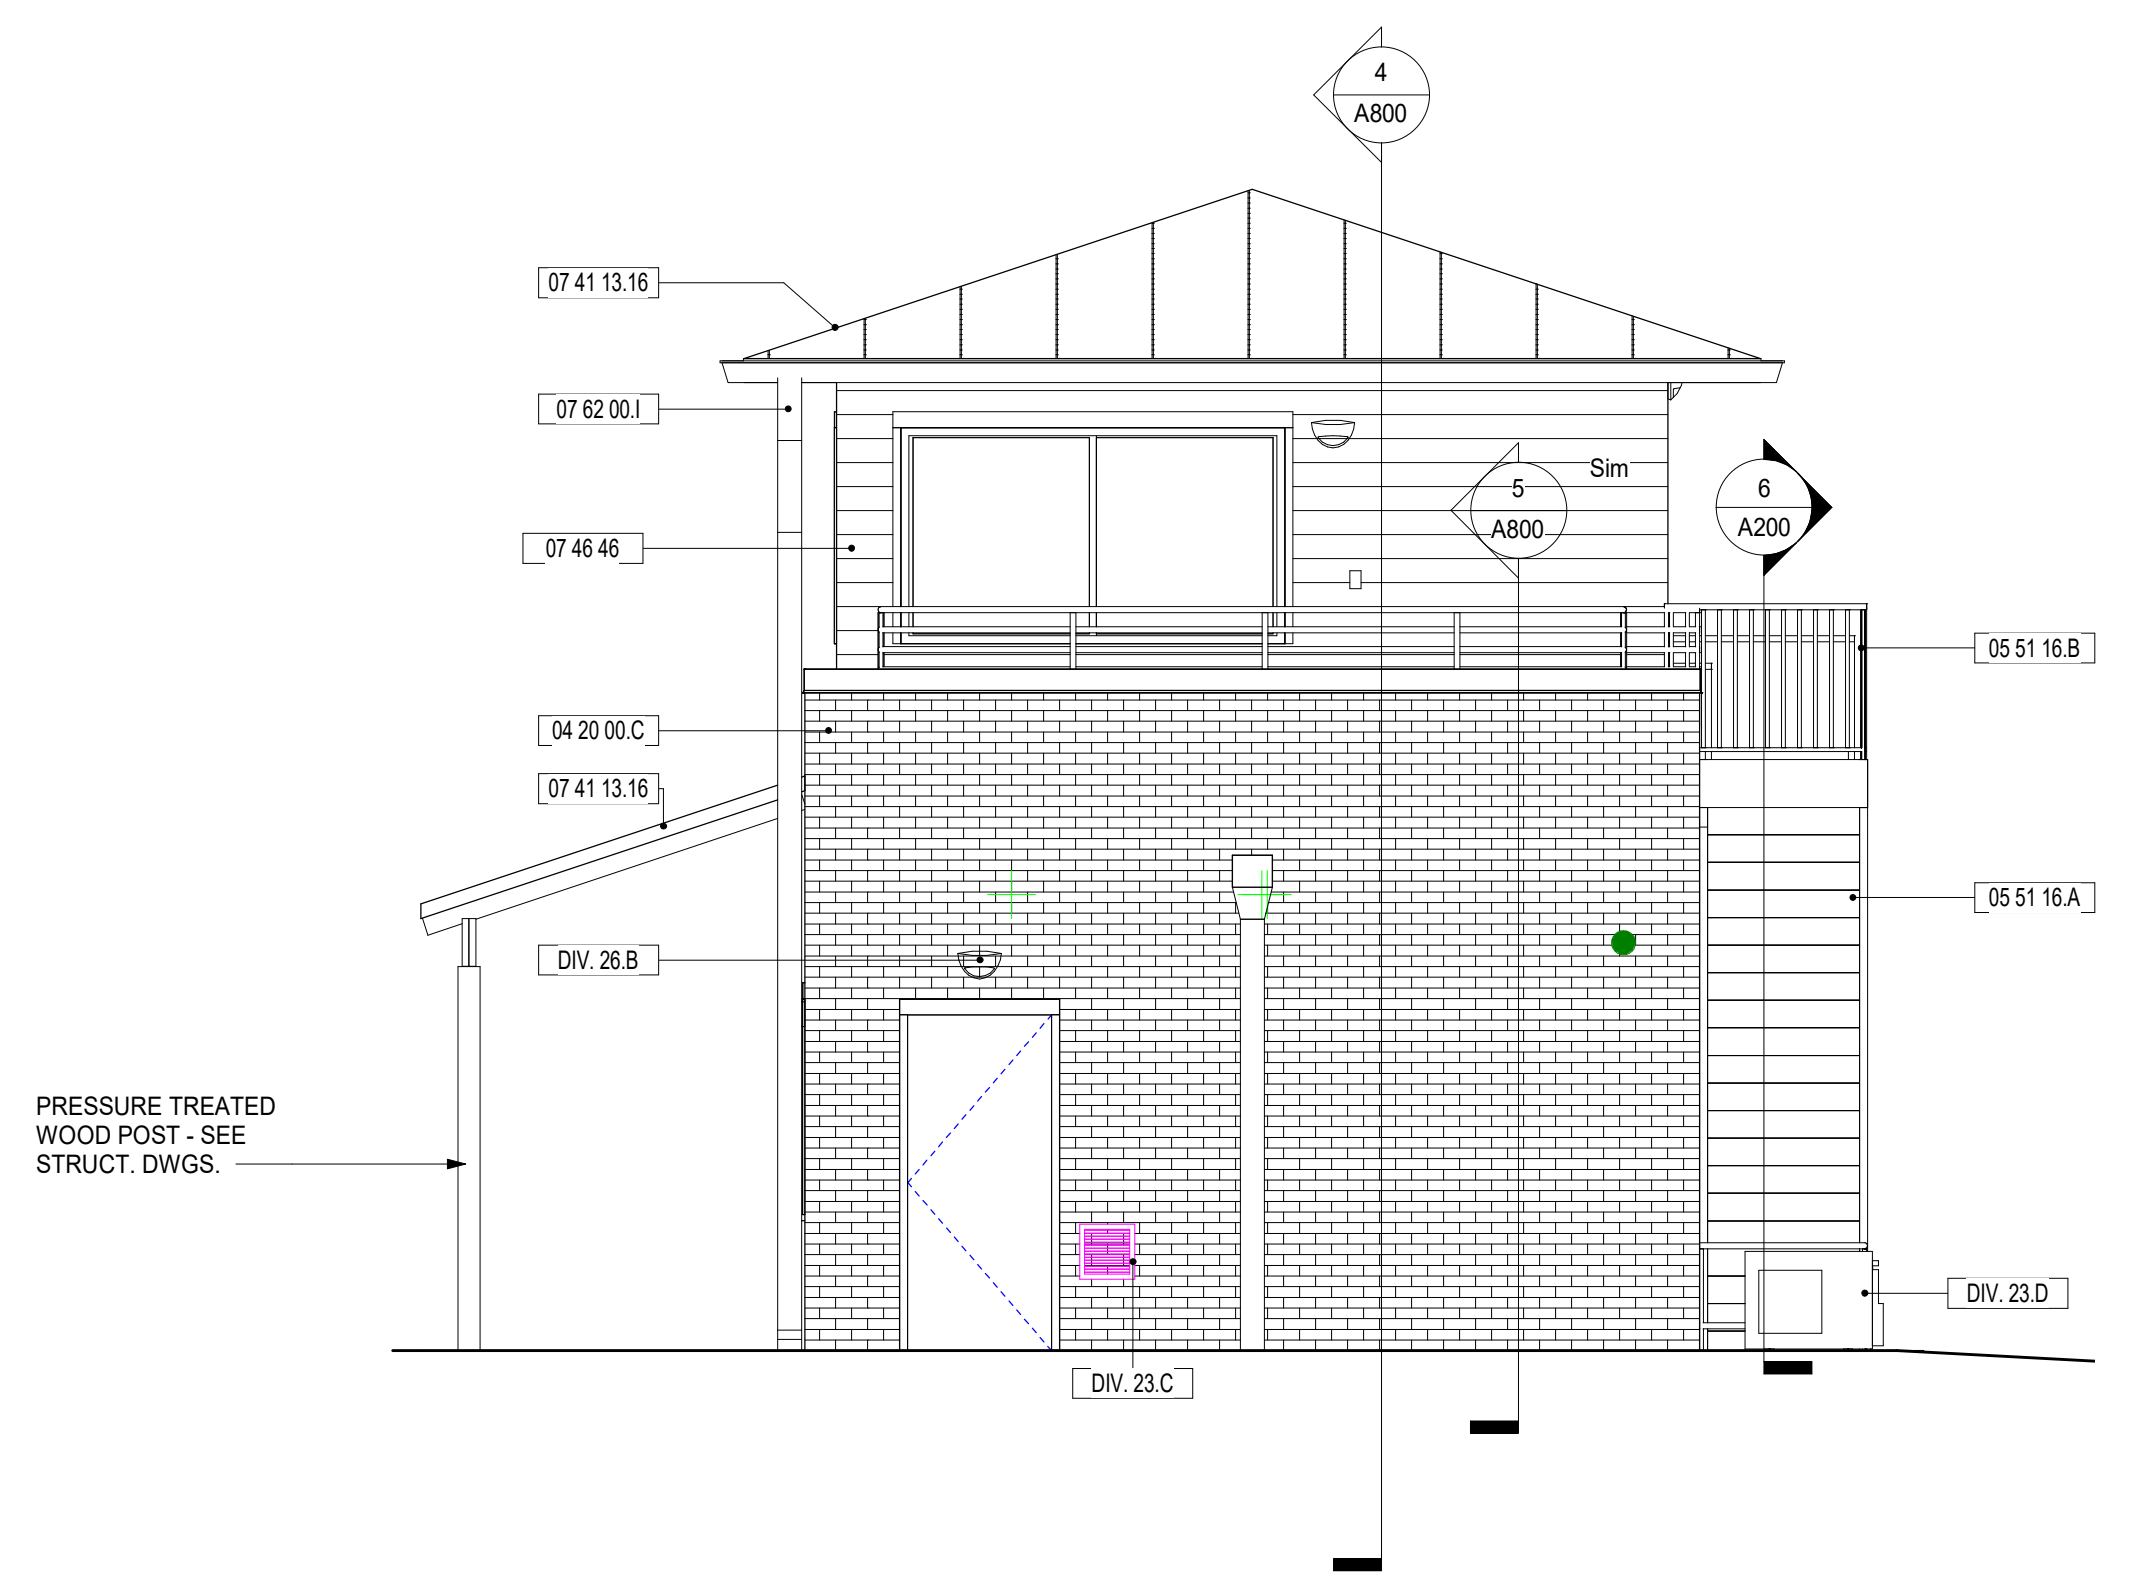 4
A800
07 41 13.16
07 62 00.I
Sim
5
A800
6
A200
07 46 46
05 51 16.B
04 20 00.C
07 41 13.16
05 51 16.A
DIV. 26.B
PRESSURE TREATED
WOOD POST - SEE
STRUCT. DWGS.
DIV. 23.D
DIV. 23.C